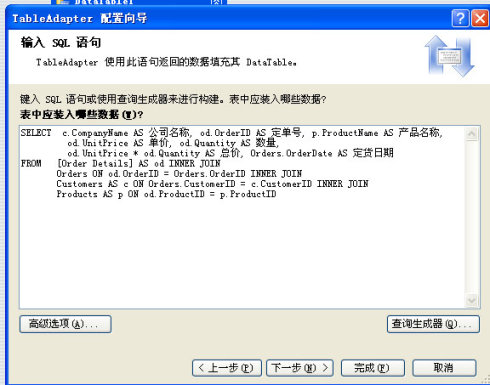 DataTable1
TableAdapter 配置向导
输入 SQL 语句
TableAdapter 使用此语句返回的数据填充其 DataTable。
键入 SQL 语句或使用查询生成器来进行构建。表中应装入哪些数据?
表中应装入哪些数据(T)?
SELECT c.CompanyName AS 公司名称, od.OrderID AS 定单号, p.ProductName AS 产品名称,
od.UnitPrice AS 单价, od.Quantity AS 数量,
od.UnitPrice * od.Quantity AS 总价, Orders.OrderDate AS 定货日期
FROM [Order Details] AS od INNER JOIN
Orders ON od.OrderID = Orders.OrderID INNER JOIN
Customers AS c ON Orders.CustomerID = c.CustomerID INNER JOIN
Products AS p ON od.ProductID = p.ProductID
高级选项(A)... 查询生成器(Q)...
< 上一步(P) 下一步(N) > 完成(F) 取消